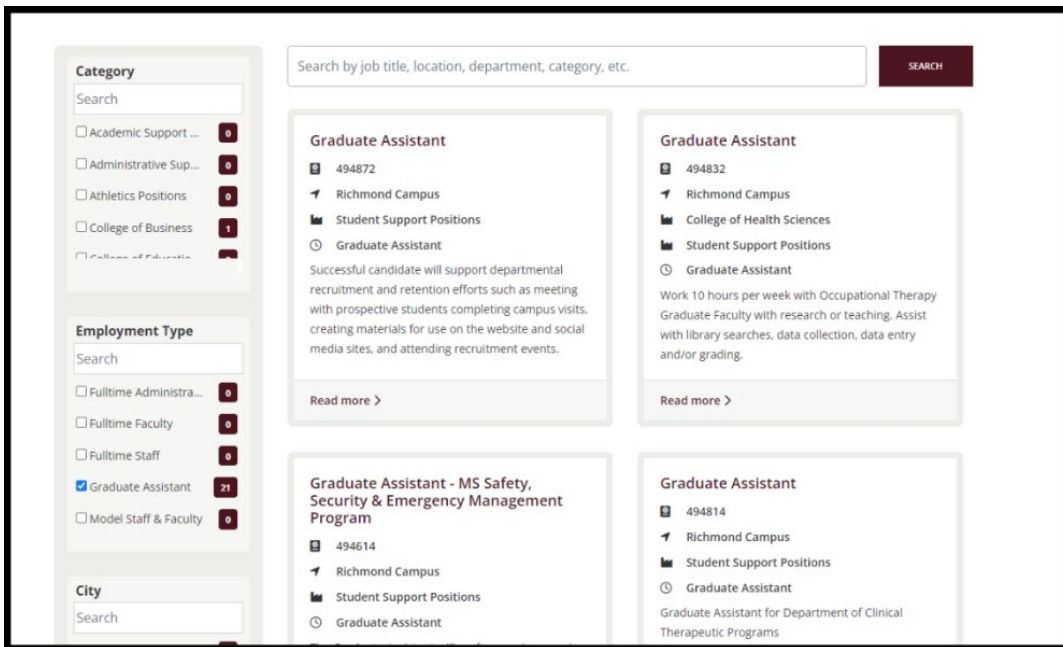 Category
Search
Academic Support ... 0
Administrative Sup... 0
Athletics Positions 0
College of Business 1
College of Educatio...
Employment Type
Search
Fulltime Administra... 0
Fulltime Faculty 0
Fulltime Staff 0
Graduate Assistant 21
Model Staff & Faculty 0
City
Search
Search by job title, location, department, category, etc.
SEARCH
Graduate Assistant
494872
Richmond Campus
Student Support Positions
Graduate Assistant
Successful candidate will support departmental
recruitment and retention efforts such as meeting
with prospective students completing campus visits,
creating materials for use on the website and social
media sites, and attending recruitment events.
Read more
Graduate Assistant
494832
Richmond Campus
College of Health Sciences
Student Support Positions
Graduate Assistant
Work 10 hours per week with Occupational Therapy
Graduate Faculty with research or teaching. Assist
with library searches, data collection, data entry
and/or grading.
Read more
Graduate Assistant - MS Safety,
Security & Emergency Management
Program
494614
Richmond Campus
Student Support Positions
Graduate Assistant
Graduate Assistant
494814
Richmond Campus
Student Support Positions
Graduate Assistant
Graduate Assistant for Department of Clinical
Therapeutic Programs